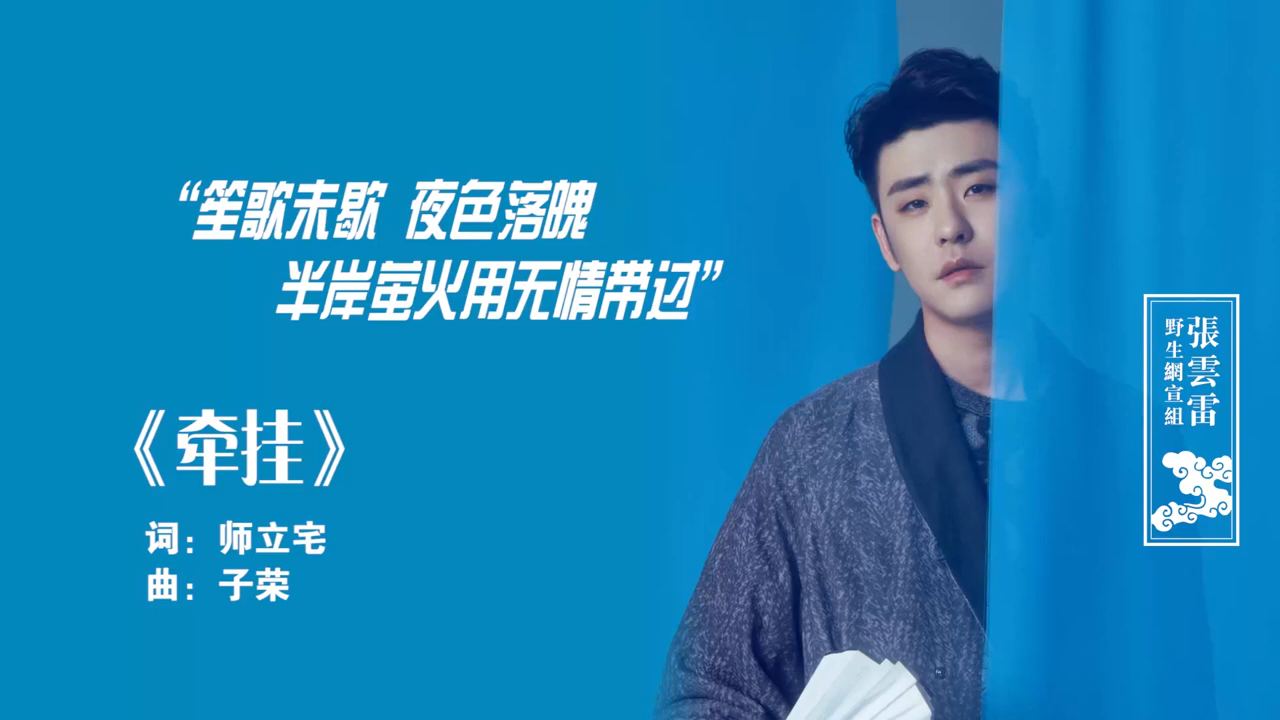 “笙歌未歇 夜色落魄
半岸萤火用无情带过”
《牵挂》
词：师立宅
曲：子荣
張雲雷
野生網宣組